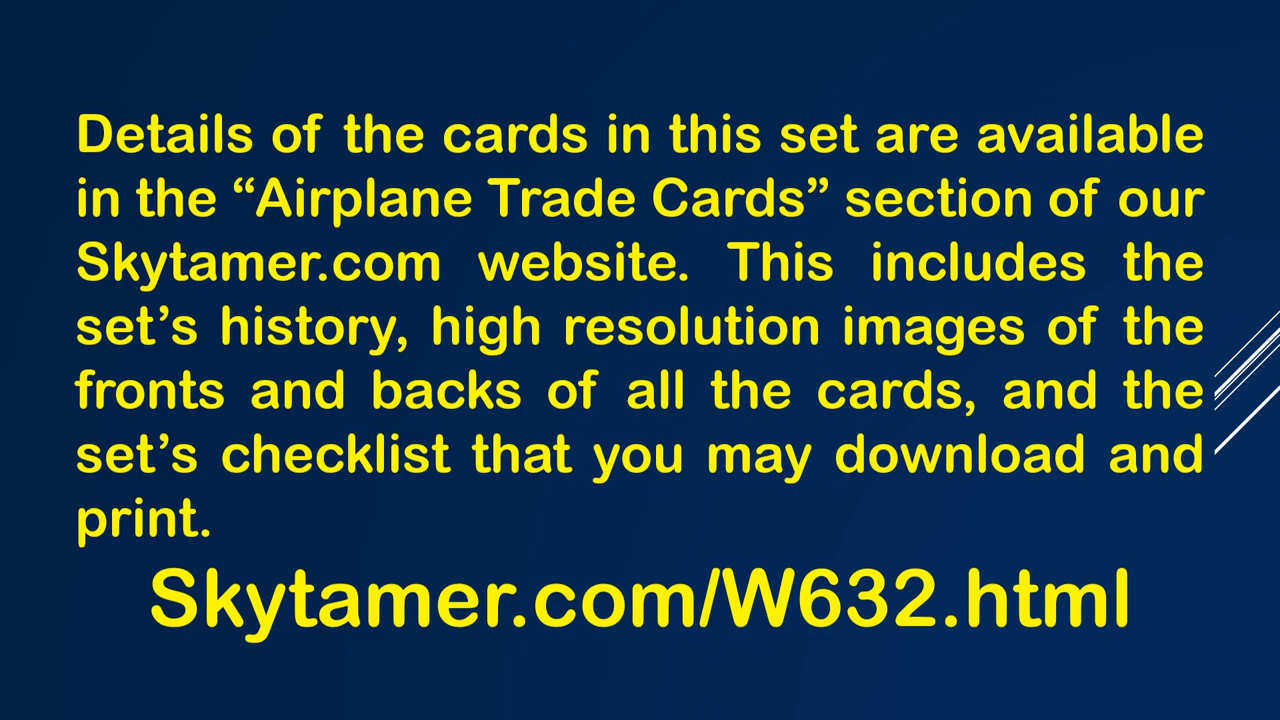 Details of the cards in this set are available
in the “Airplane Trade Cards” section of our
Skytamer.com website. This includes the
set’s history, high resolution images of the
fronts and backs of all the cards, and the
set’s checklist that you may download and
print.
Skytamer.com/W632.html